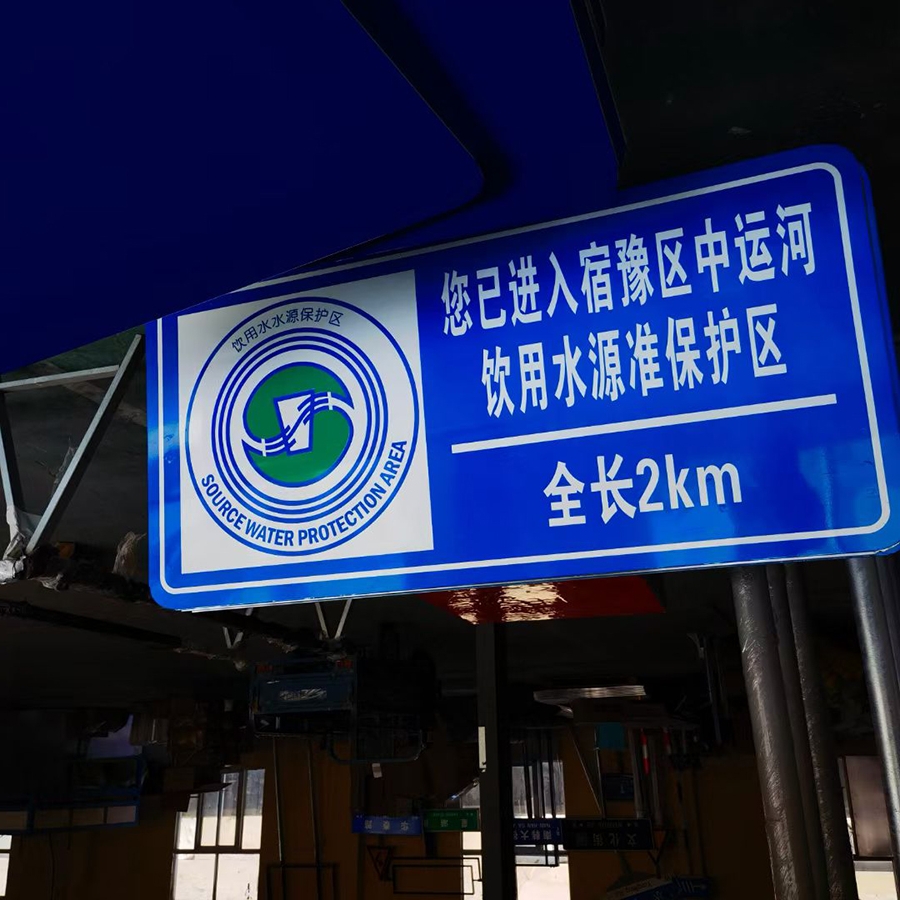 饮用水水源保护区
SOURCE WATER PROTECTION AREA
您已进入宿豫区中运河
饮用水源准保护区
全长2km